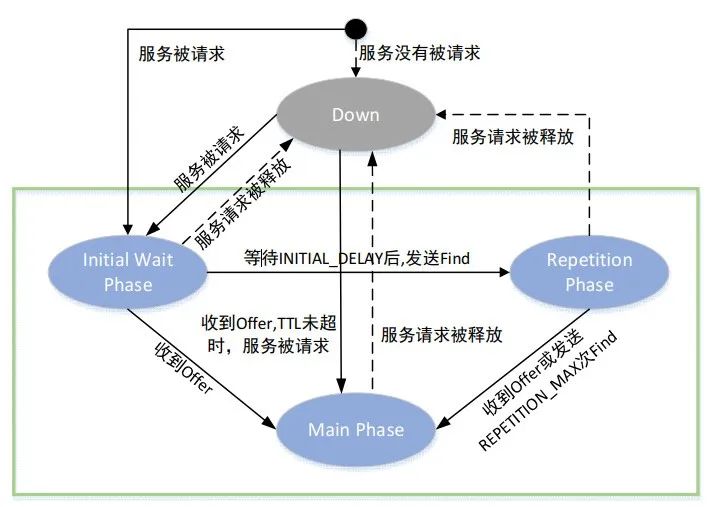 服务被请求
服务没有被请求
Down
服务请求被释放
服务被请求
服务请求被释放
Initial Wait
Phase
等待INITIAL_DELAY后,发送Find
Repetition
Phase
收到Offer,TTL未超
时，服务被请求
服务请求被释放
收到Offer
收到Offer或发送
REPETITION_MAX次Find
Main Phase